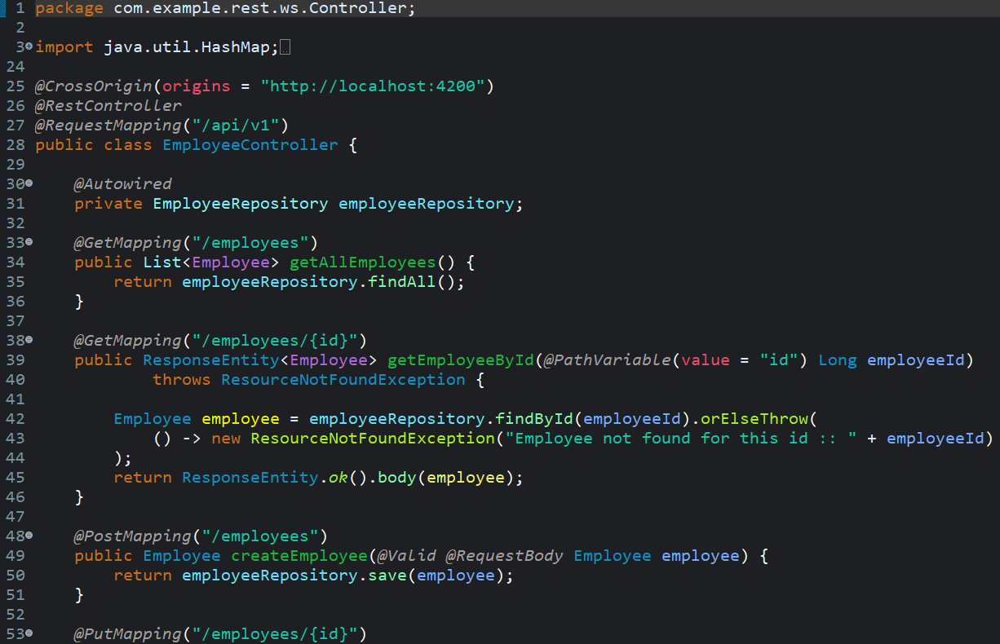 1 package com.example.rest.ws.Controller;
2
3 import java.util.HashMap;
24
25 @CrossOrigin(origins = "http://localhost:4200")
26 @RestController
27 @RequestMapping("/api/v1")
28 public class EmployeeController {
29
30 @Autowired
31 private EmployeeRepository employeeRepository;
32
33 @GetMapping("/employees")
34 public List<Employee> getAllEmployees() {
35 return employeeRepository.findAll();
36 }
37
38 @GetMapping("/employees/{id}")
39 public ResponseEntity<Employee> getEmployeeById(@PathVariable(value = "id") Long employeeId)
40 throws ResourceNotFoundException {
41
42 Employee employee = employeeRepository.findById(employeeId).orElseThrow(
43 () -> new ResourceNotFoundException("Employee not found for this id :: " + employeeId)
44 );
45 return ResponseEntity.ok().body(employee);
46 }
47
48 @PostMapping("/employees")
49 public Employee createEmployee(@Valid @RequestBody Employee employee) {
50 return employeeRepository.save(employee);
51 }
52
53 @PutMapping("/employees/{id}")